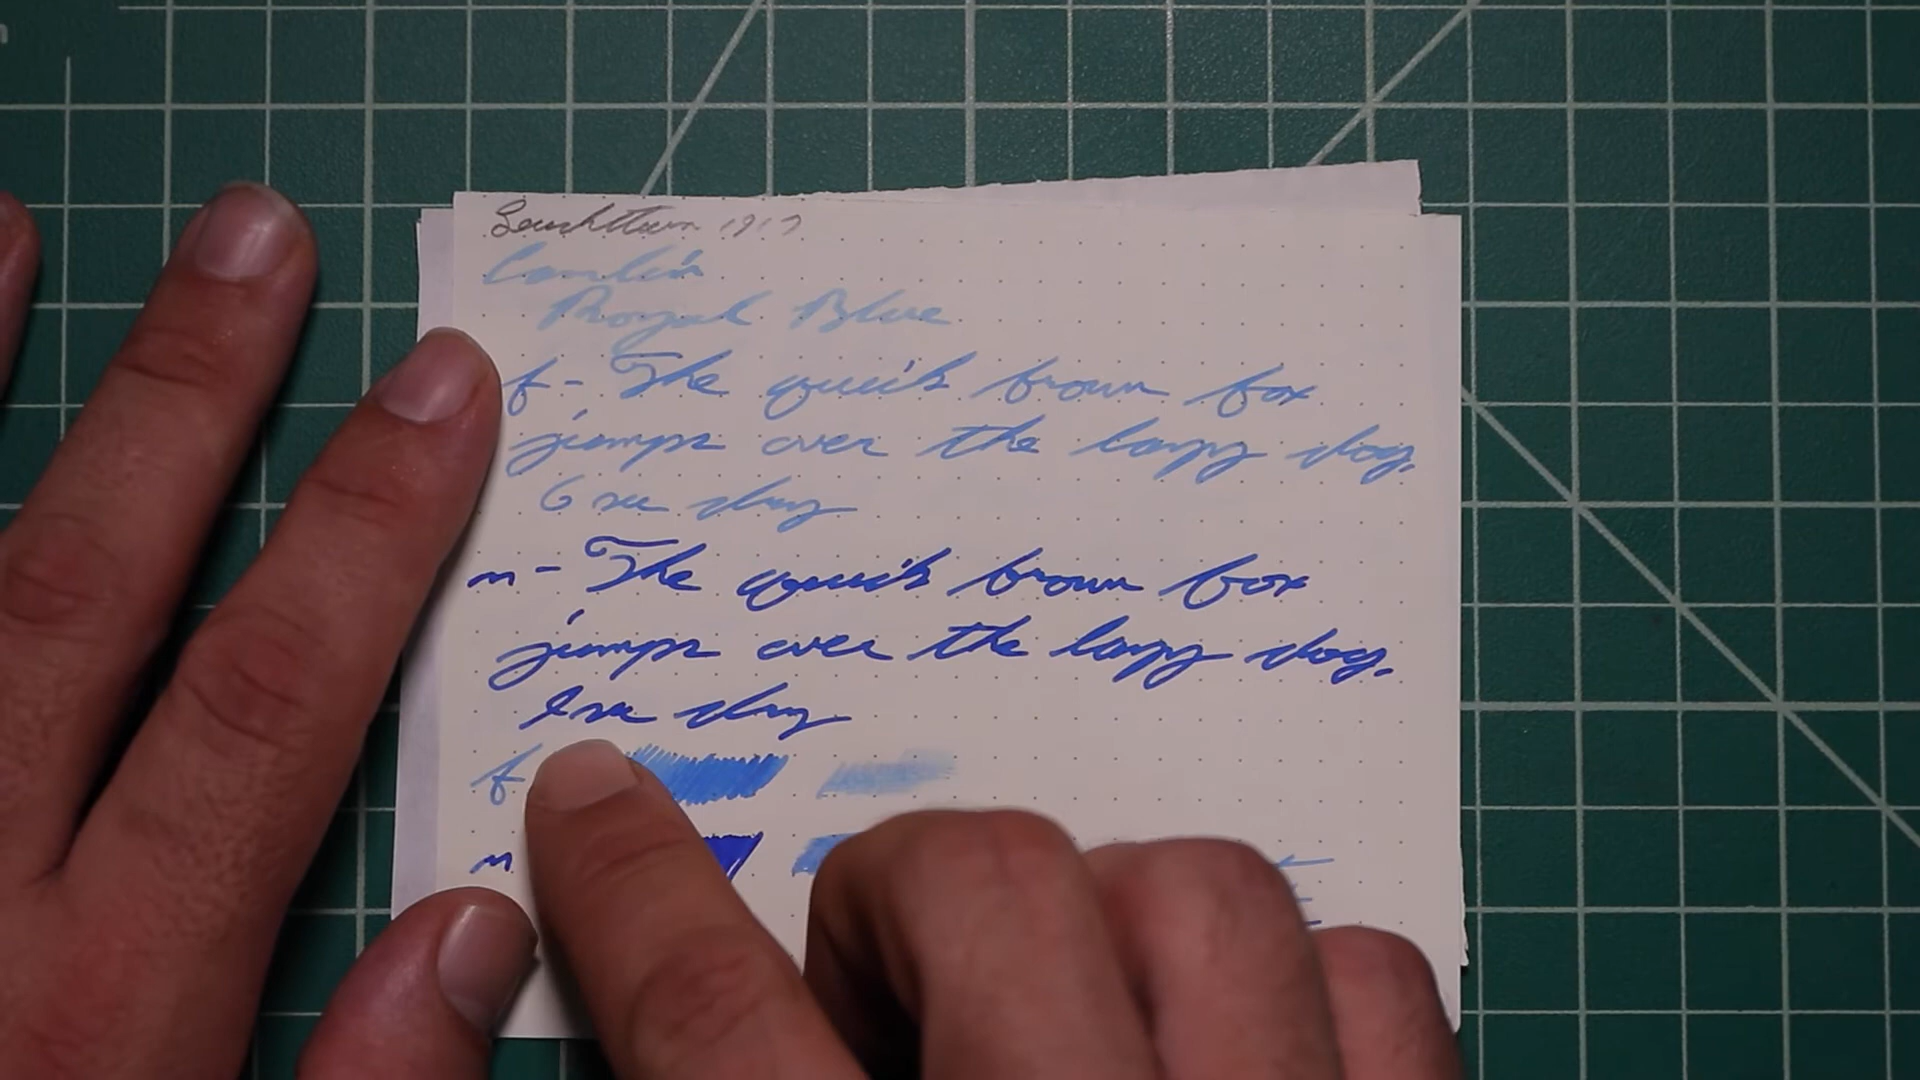 Leuchtturm 1917
Royal Blue
f - The quick brown fox
jumps over the lazy dog.
6 sec dry
m - The quick brown fox
jumps over the lazy dog.
sec dry
f
m